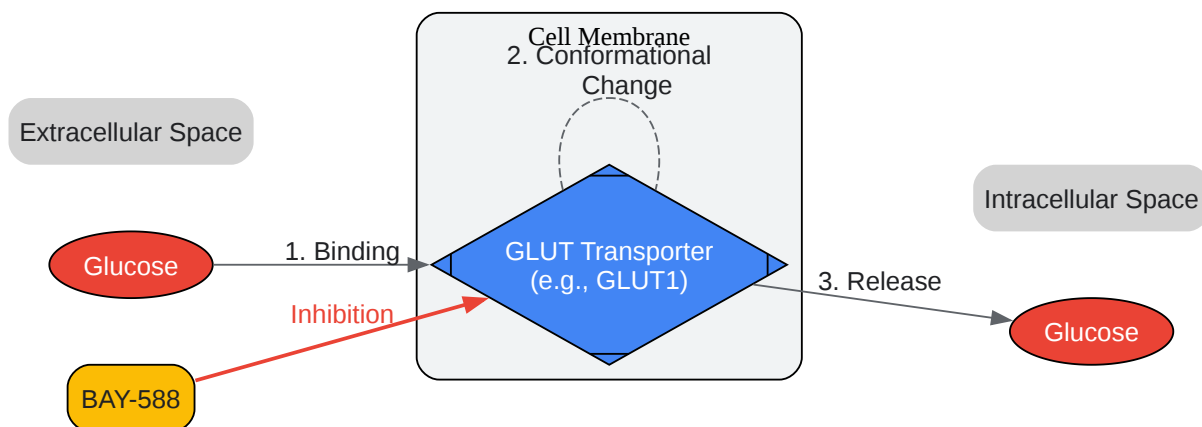 Cell Membrane
2. Conformational
Change
Extracellular Space
Intracellular Space
Glucose
1. Binding
GLUT Transporter
(e.g., GLUT1)
3. Release
Glucose
Inhibition
BAY-588